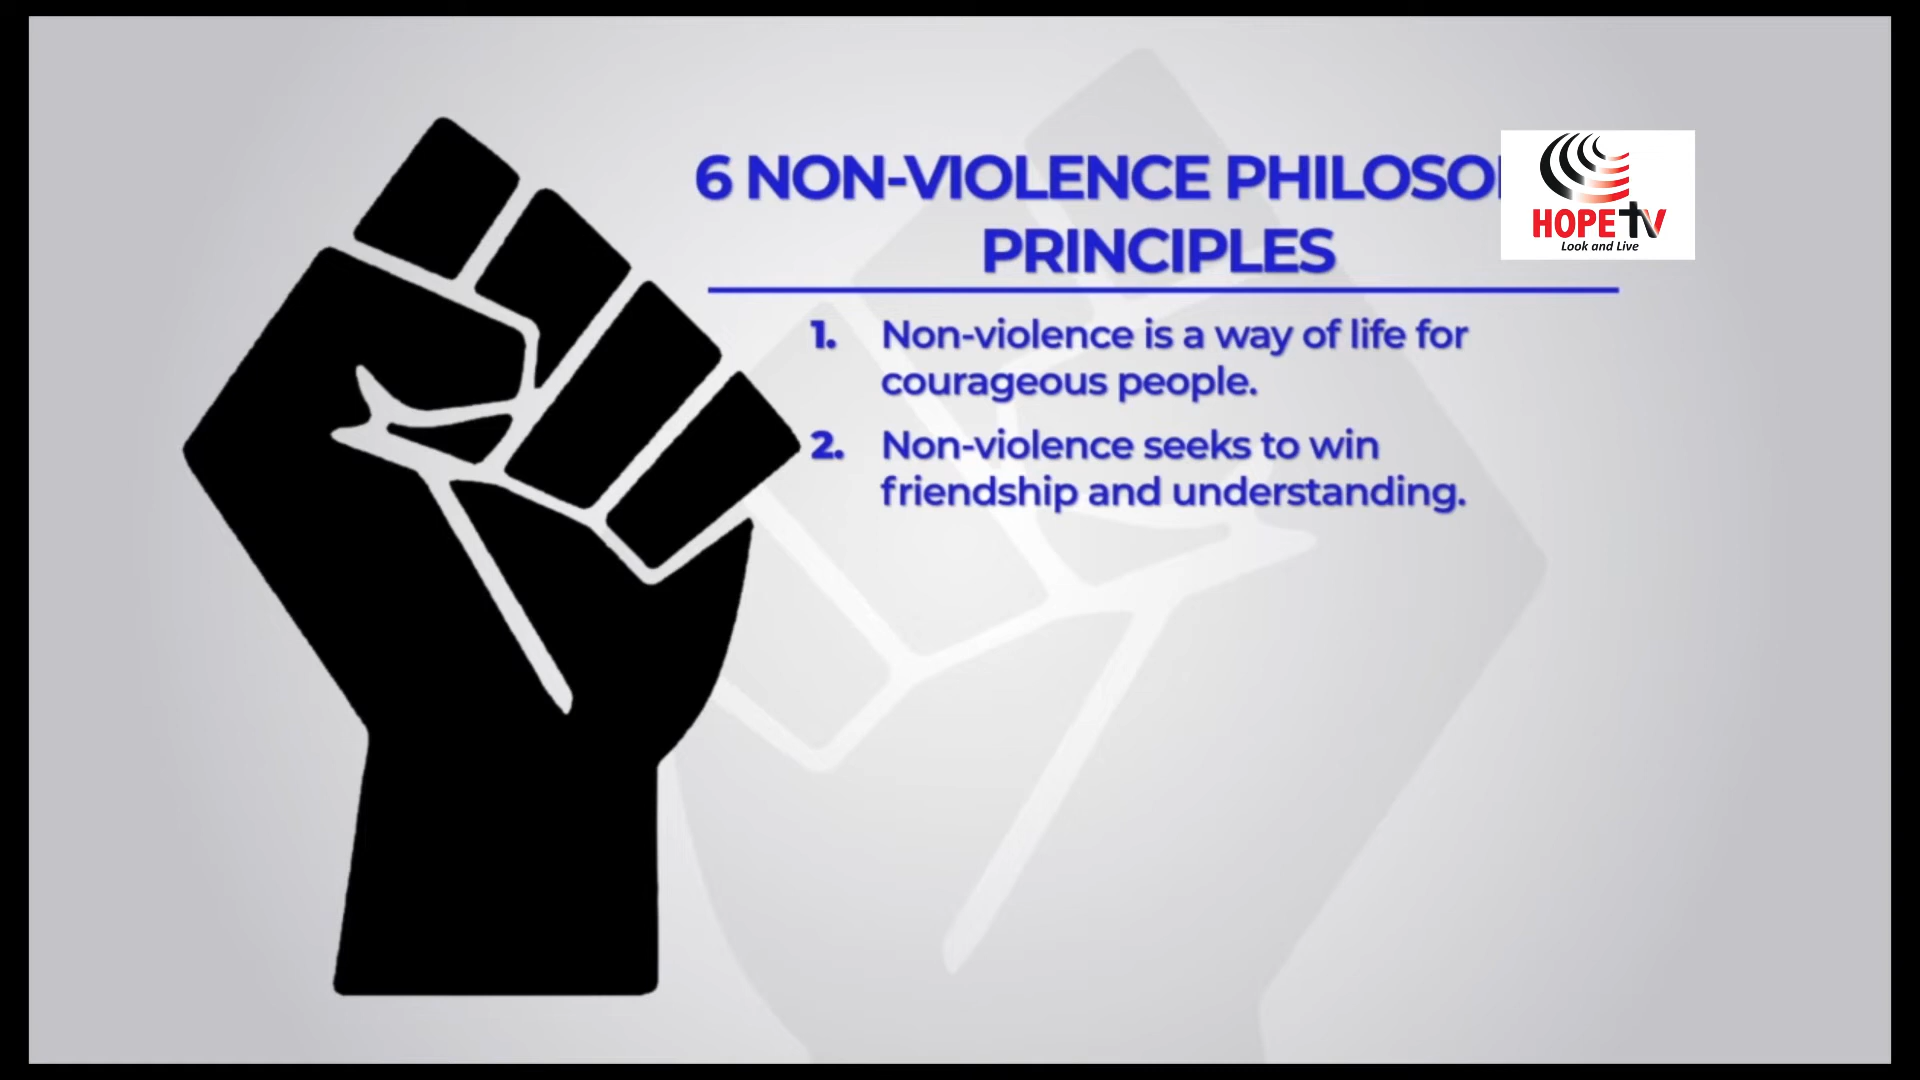 6 NON-VIOLENCE
PRINCIPLES
HOPE tv
Look and Live
1. Non-violence is a way of life for
courageous people.
2. Non-violence seeks to win
friendship and understanding.